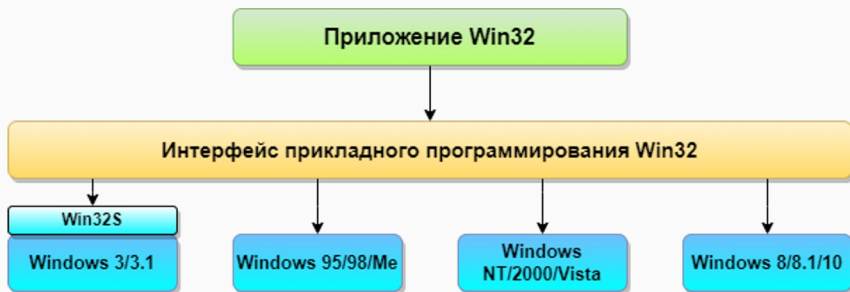 Приложение Win32
Интерфейс прикладного программирования Win32
Win32S
Windows 3/3.1
Windows 95/98/Me
Windows
NT/2000/Vista
Windows 8/8.1/10